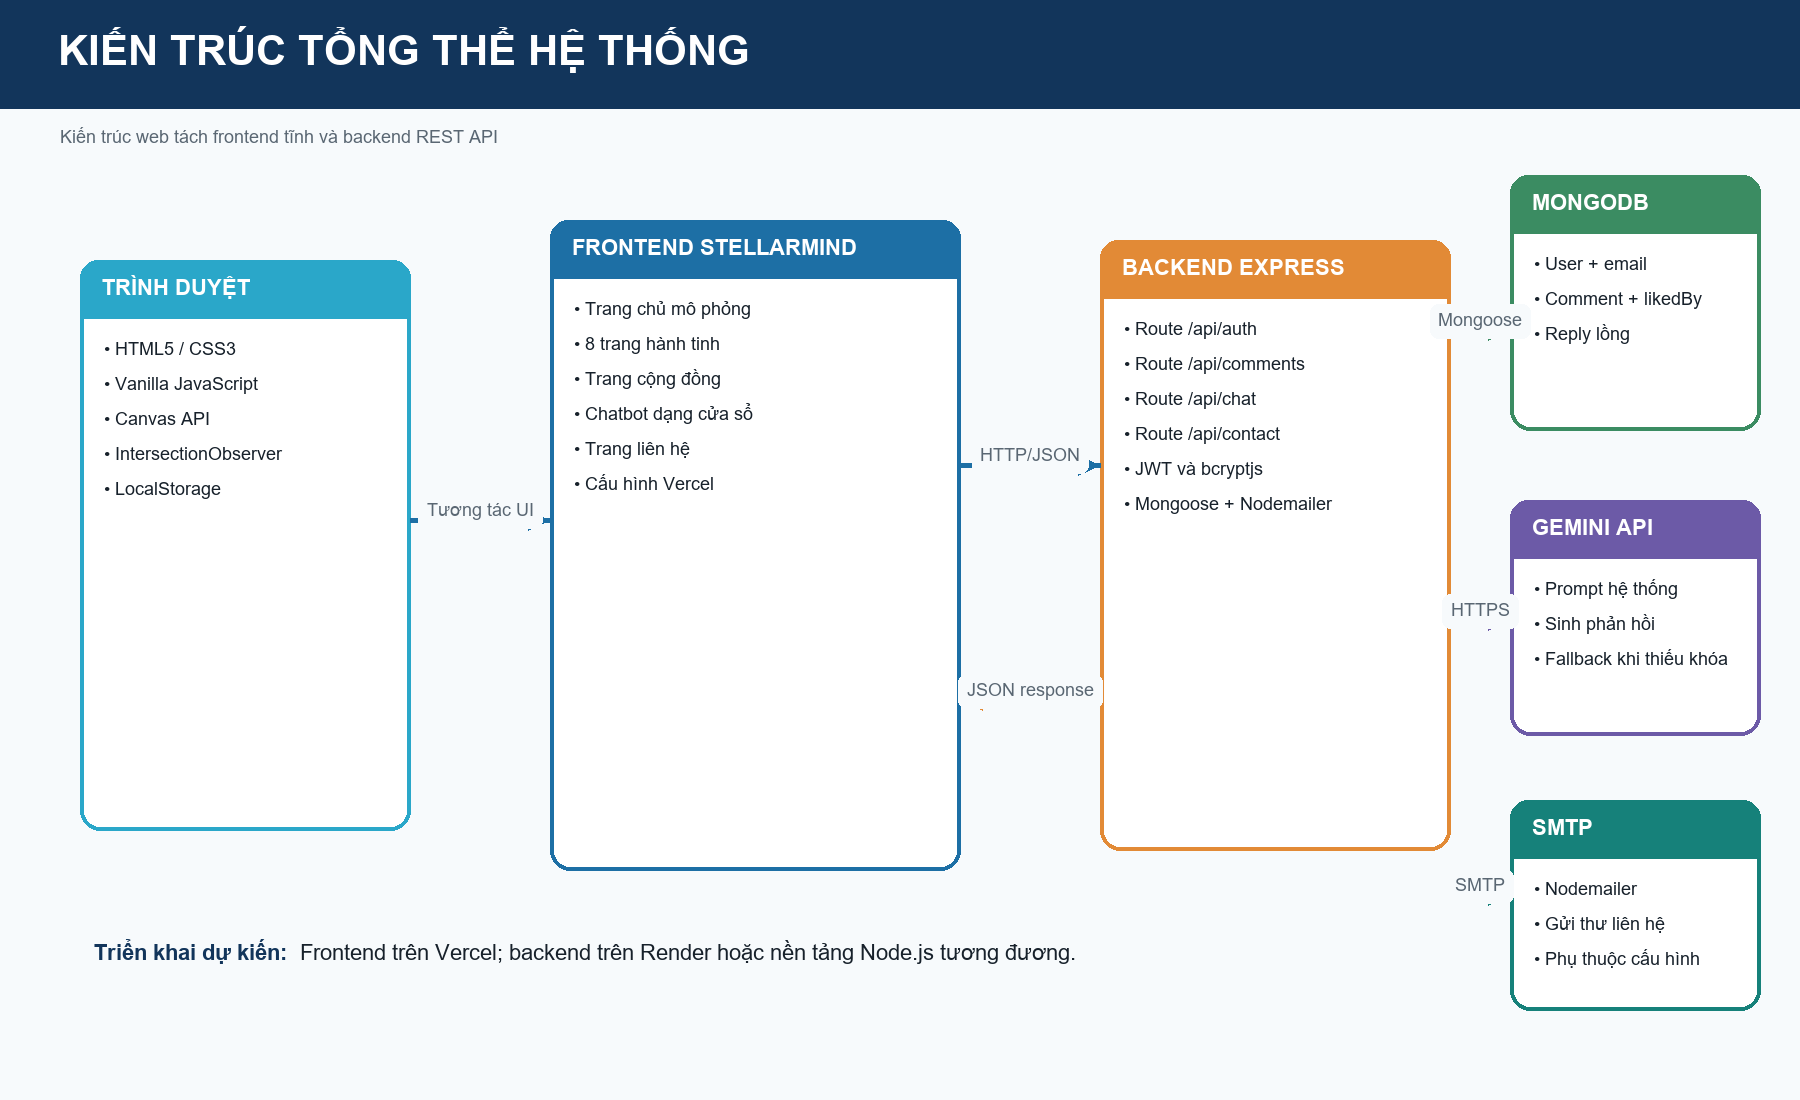 KIẾN TRÚC TỔNG THỂ HỆ THỐNG
Kiến trúc web tách frontend tĩnh và backend REST API
TRÌNH DUYỆT
• HTML5 / CSS3
• Vanilla JavaScript
• Canvas API
• IntersectionObserver
• LocalStorage
Tương tác UI
FRONTEND STELLARMIND
• Trang chủ mô phỏng
• 8 trang hành tinh
• Trang cộng đồng
• Chatbot dạng cửa sổ
• Trang liên hệ
• Cấu hình Vercel
HTTP/JSON
JSON response
BACKEND EXPRESS
• Route /api/auth
• Route /api/comments
• Route /api/chat
• Route /api/contact
• JWT và bcryptjs
• Mongoose + Nodemailer
Mongoose
HTTPS
SMTP
MONGODB
• User + email
• Comment + likedBy
• Reply lồng
GEMINI API
• Prompt hệ thống
• Sinh phản hồi
• Fallback khi thiếu khóa
SMTP
• Nodemailer
• Gửi thư liên hệ
• Phụ thuộc cấu hình
Triển khai dự kiến: Frontend trên Vercel; backend trên Render hoặc nền tảng Node.js tương đương.